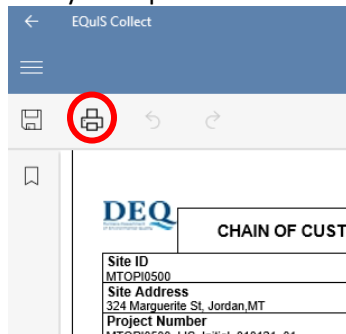 EQuIS Collect
DEQ
CHAIN OF CUST
Site ID
MTOPI0500
Site Address
324 Marguerite St, Jordan,MT
Project Number